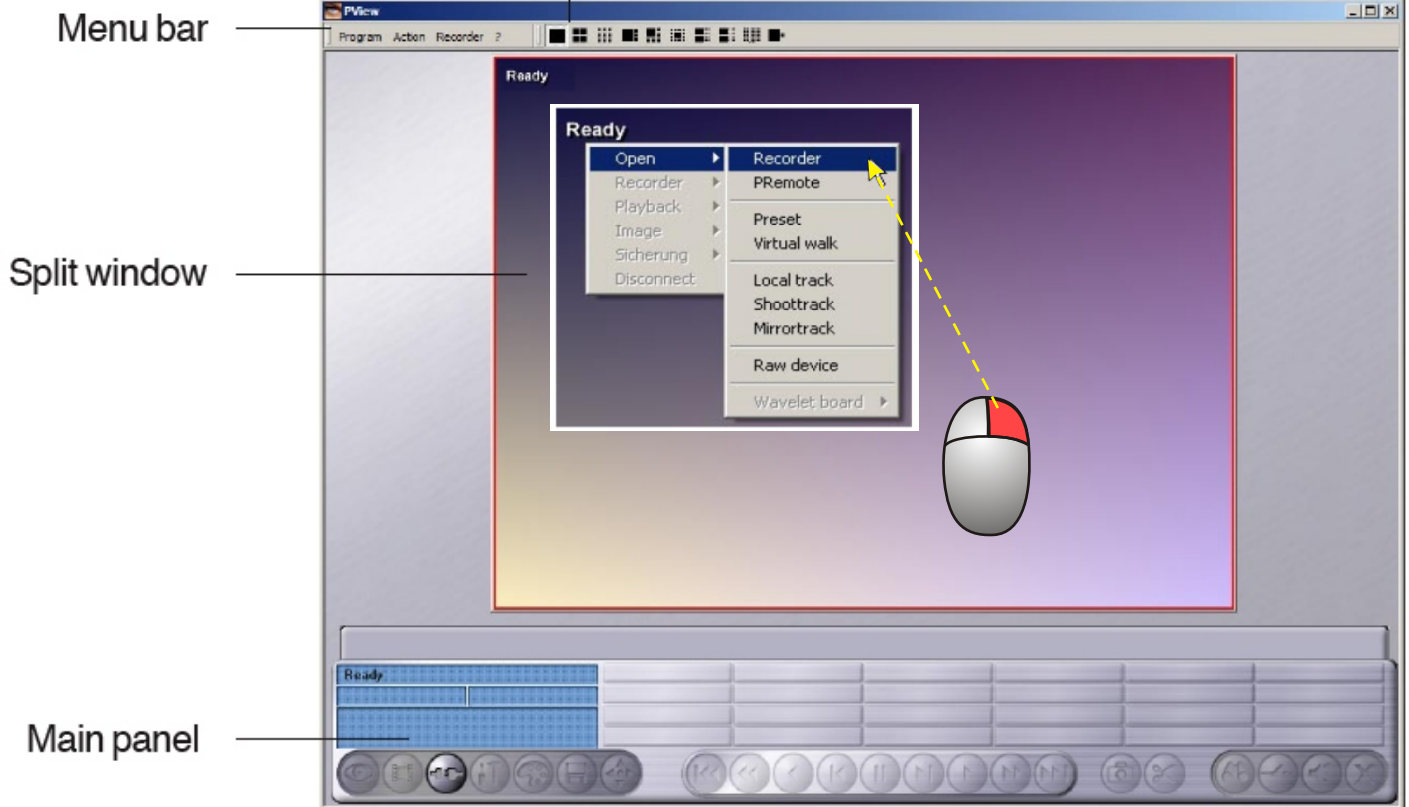 PView
Menu bar
Program Action Recorder ?
Ready
Ready
Open
Recorder
Playback
Image
Sicherung
Disconnect
Recorder
PRemote
Preset
Virtual walk
Local track
Shoottrack
Mirrortrack
Raw device
Wavelet board
Split window
Ready
Main panel